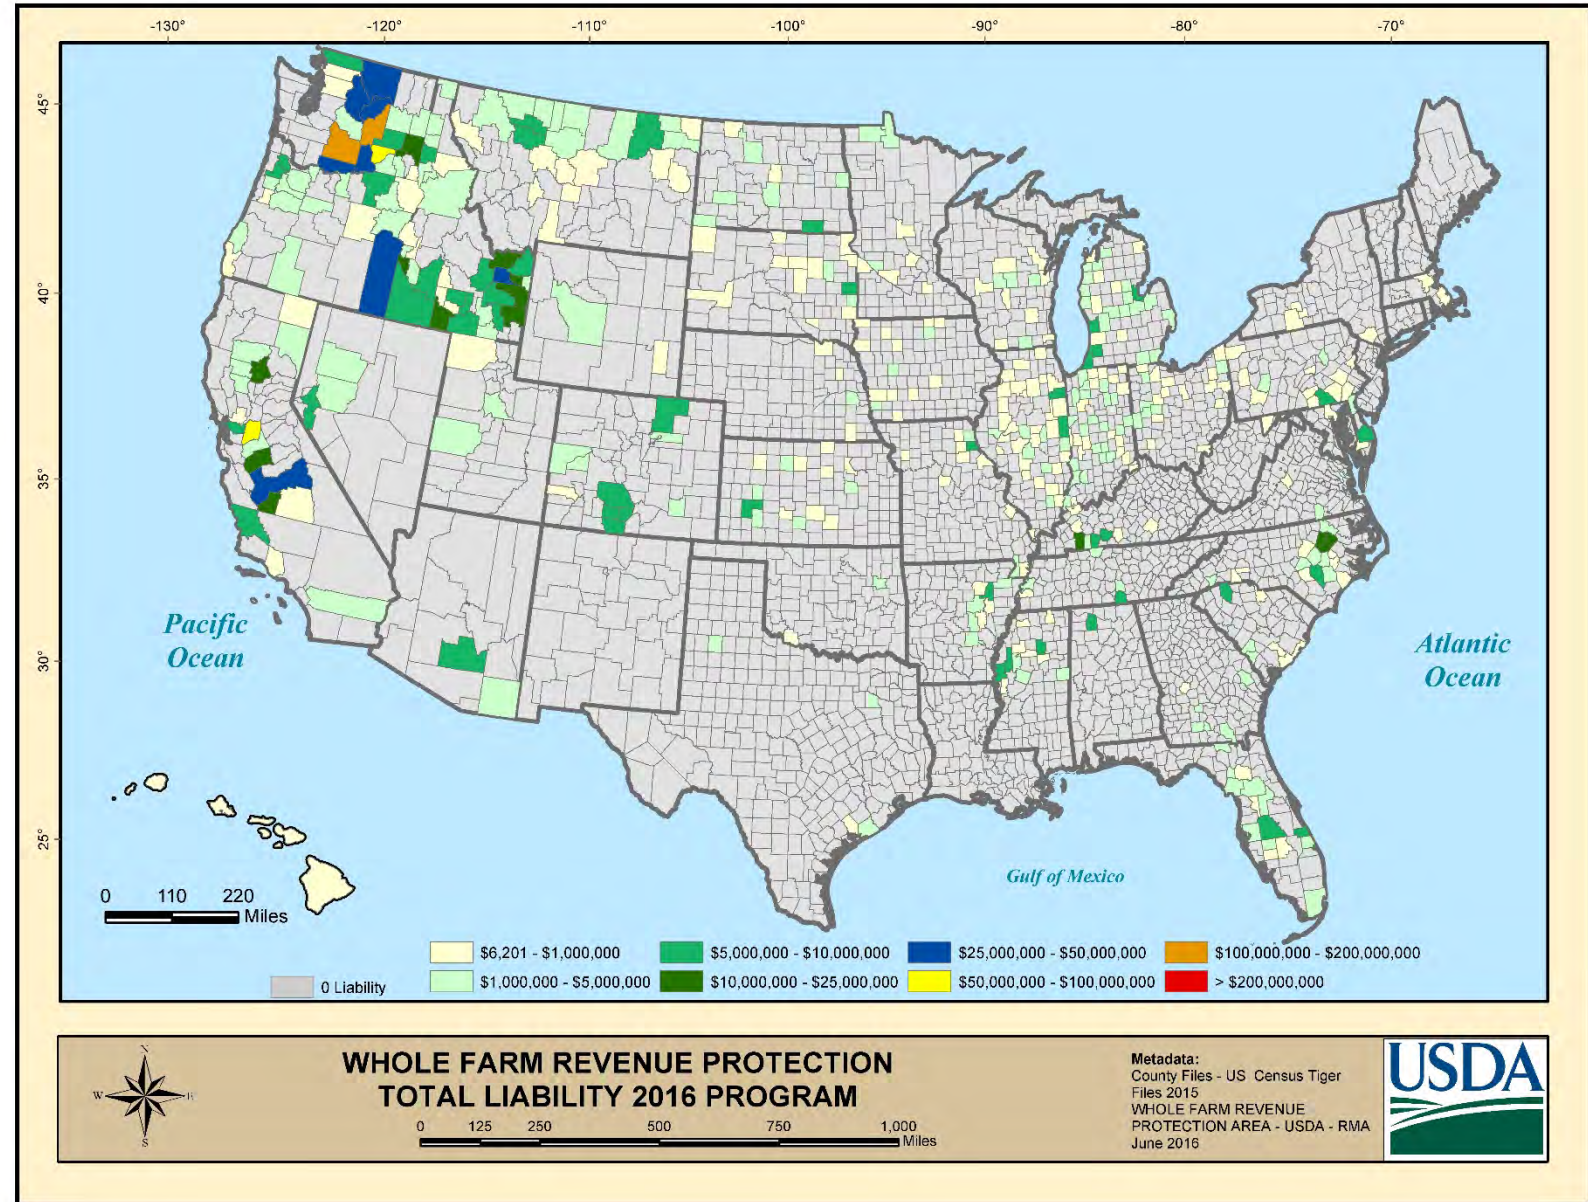 -130°
-120°
-110°
-100°
-90°
-80°
-70°
45°
40°
35°
30°
25°
Pacific
Ocean
Atlantic
Ocean
Gulf of Mexico
0 110 220
Miles
$6,201 - $1,000,000
$5,000,000 - $10,000,000
$25,000,000 - $50,000,000
$100,000,000 - $200,000,000
0 Liability
$1,000,000 - $5,000,000
$10,000,000 - $25,000,000
$50,000,000 - $100,000,000
> $200,000,000
N
W
E
S
WHOLE FARM REVENUE PROTECTION
TOTAL LIABILITY 2016 PROGRAM
0 125 250 500 750 1,000
Miles
Metadata:
County Files - US Census Tiger
Files 2015
WHOLE FARM REVENUE
PROTECTION AREA - USDA - RMA
June 2016
USDA